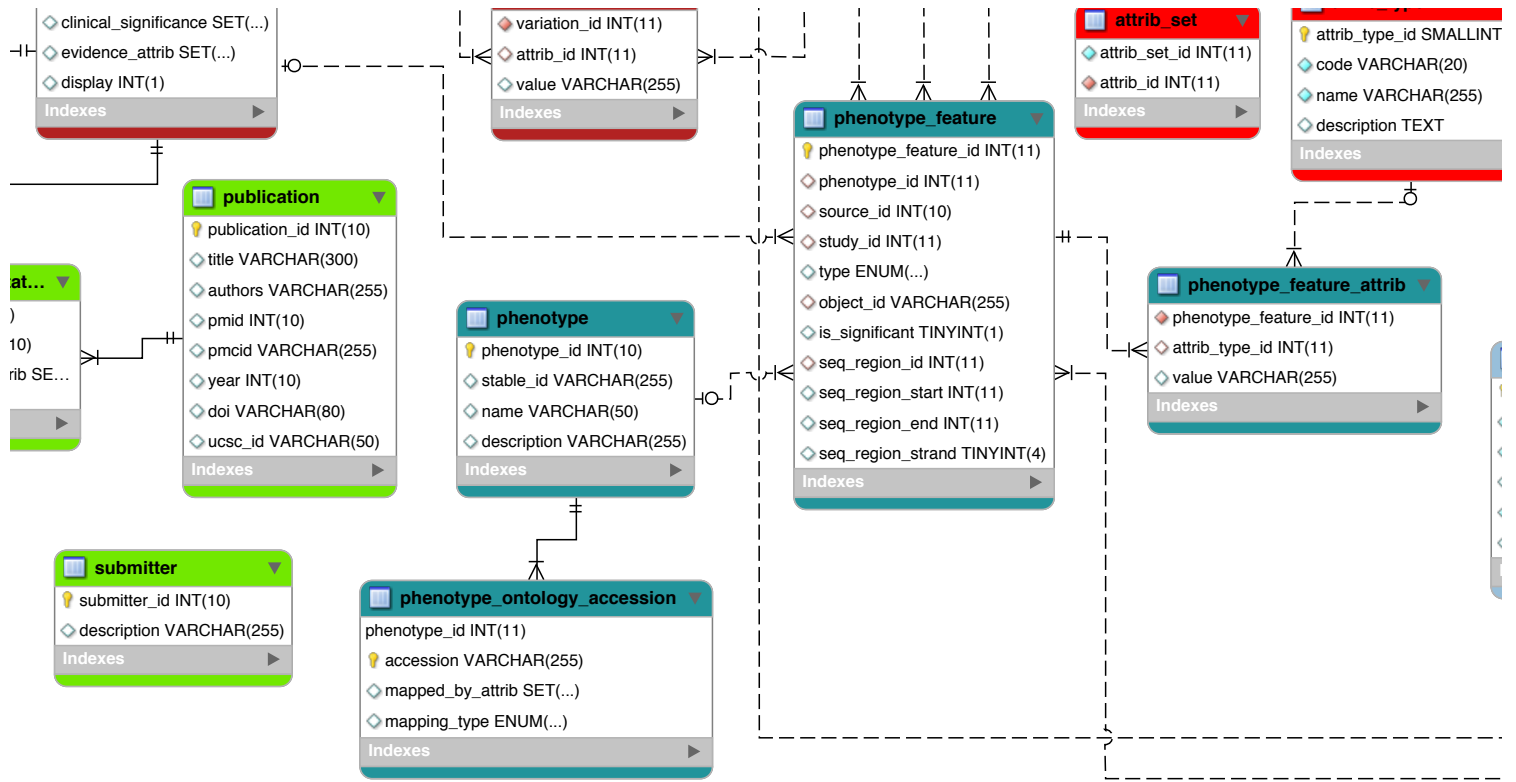 clinical_significance SET(...)
evidence_attrib SET(...)
display INT(1)
Indexes
variation_id INT(11)
attrib_id INT(11)
value VARCHAR(255)
Indexes
attrib_set
attrib_set_id INT(11)
attrib_id INT(11)
Indexes
attrib_type_id SMALLINT
code VARCHAR(20)
name VARCHAR(255)
description TEXT
Indexes
phenotype_feature
phenotype_feature_id INT(11)
phenotype_id INT(11)
source_id INT(10)
study_id INT(11)
type ENUM(...)
object_id VARCHAR(255)
is_significant TINYINT(1)
seq_region_id INT(11)
seq_region_start INT(11)
seq_region_end INT(11)
seq_region_strand TINYINT(4)
Indexes
publication
publication_id INT(10)
title VARCHAR(300)
authors VARCHAR(255)
pmid INT(10)
pmcid VARCHAR(255)
year INT(10)
doi VARCHAR(80)
ucsc_id VARCHAR(50)
Indexes
at...
)
10)
rib SE...
phenotype
phenotype_id INT(10)
stable_id VARCHAR(255)
name VARCHAR(50)
description VARCHAR(255)
Indexes
phenotype_feature_attrib
phenotype_feature_id INT(11)
attrib_type_id INT(11)
value VARCHAR(255)
Indexes
submitter
submitter_id INT(10)
description VARCHAR(255)
Indexes
phenotype_ontology_accession
phenotype_id INT(11)
accession VARCHAR(255)
mapped_by_attrib SET(...)
mapping_type ENUM(...)
Indexes